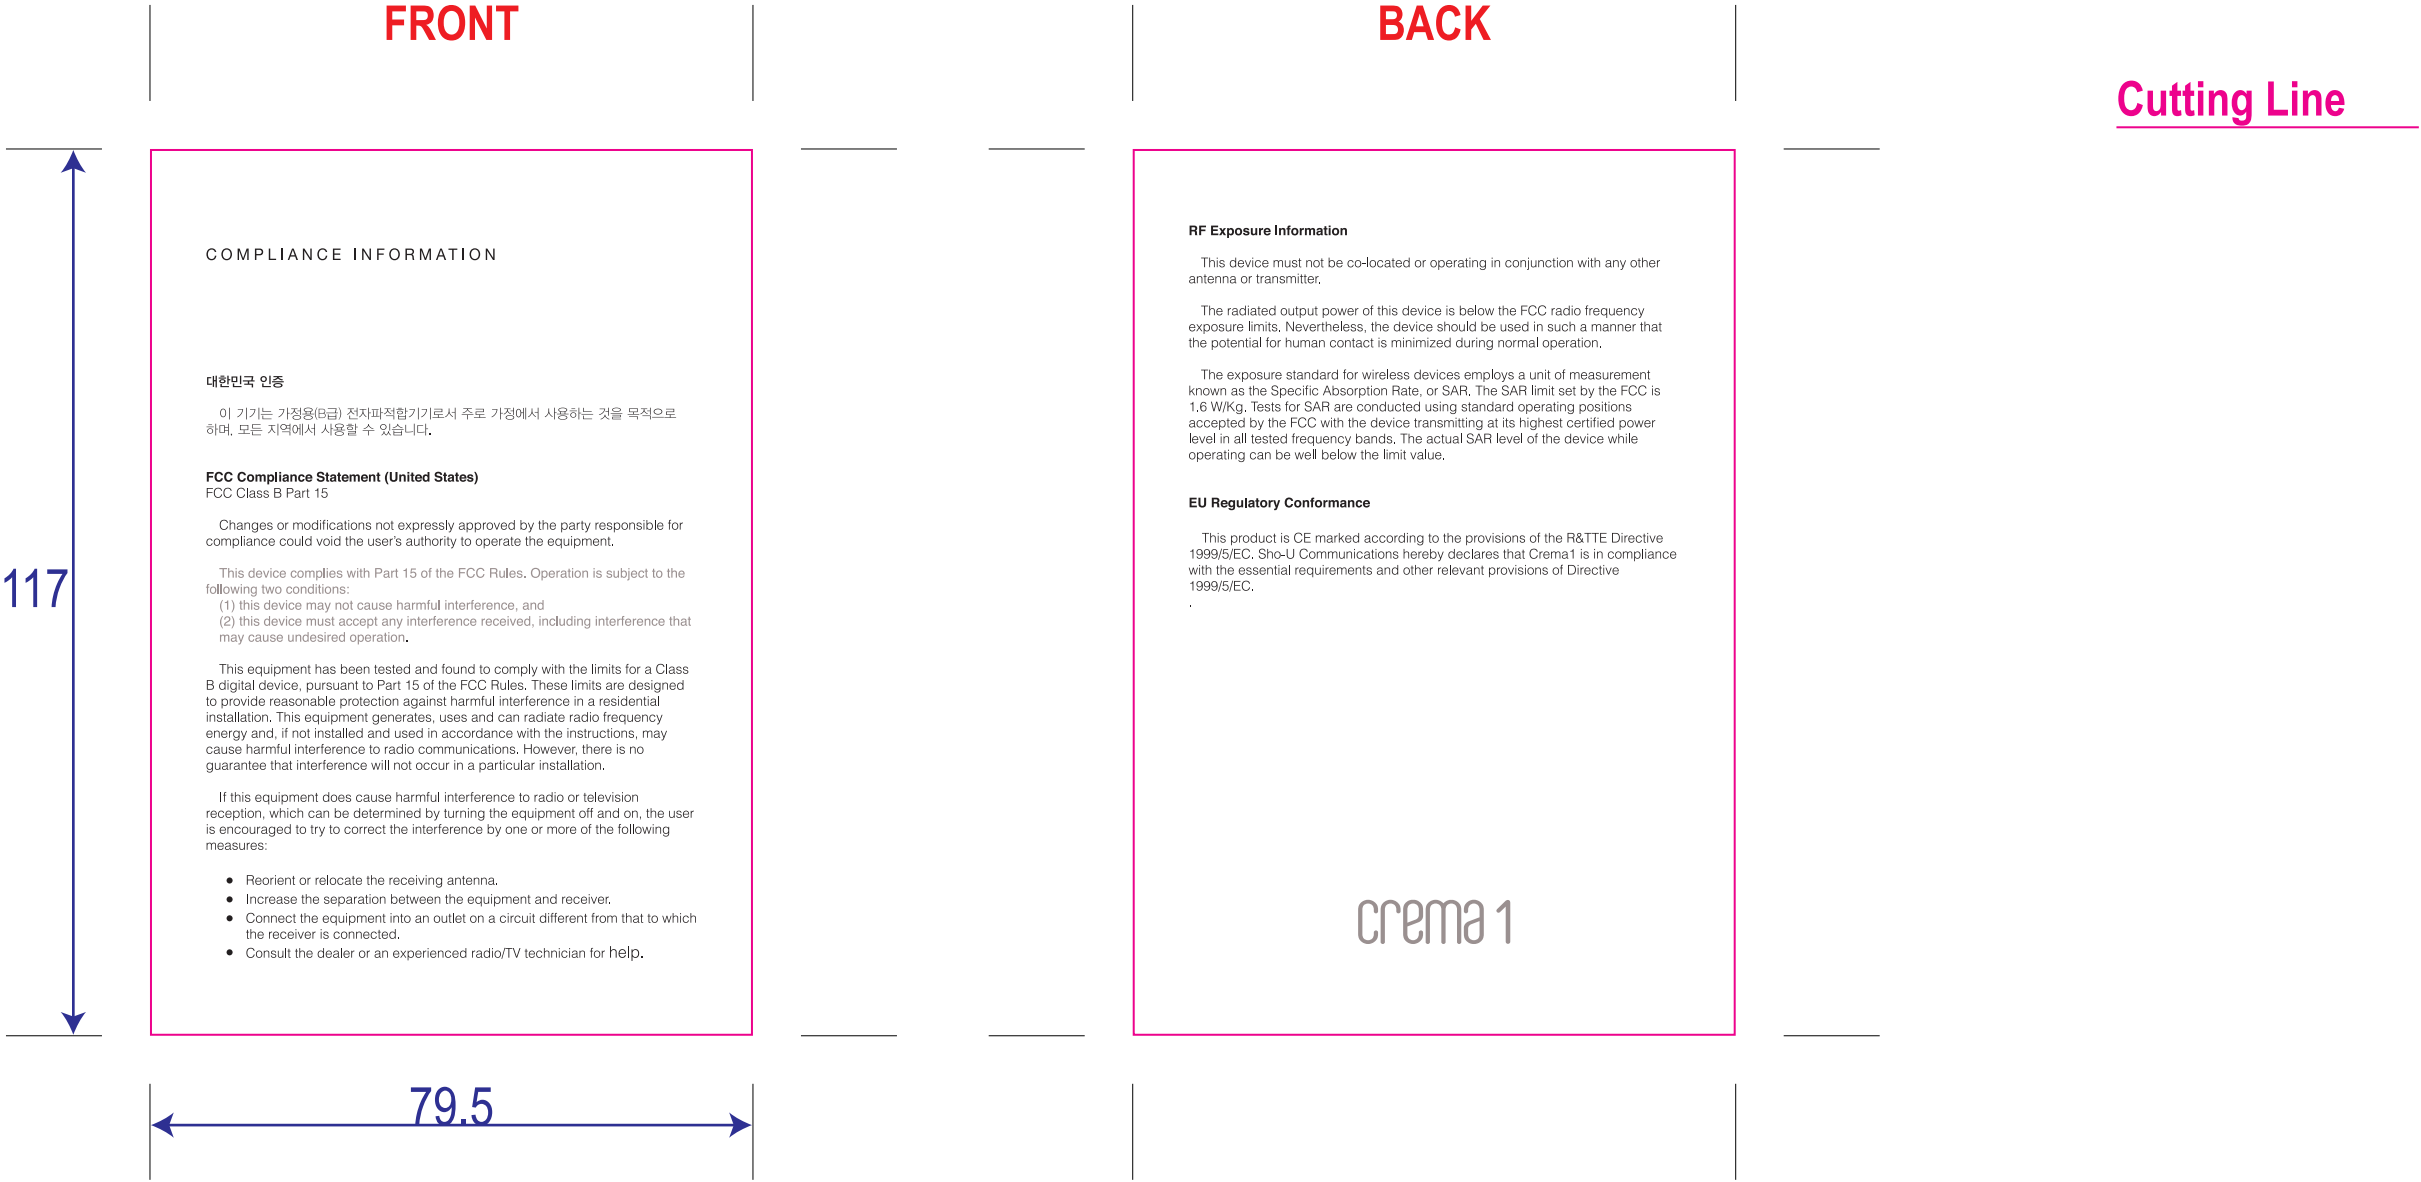 FRONT
BACK
Cutting Line
117
79.5
COMPLIANCE INFORMATION
대한민국 인증
이 기기는 가정용(B급) 전자파적합기기로서 주로 가정에서 사용하는 것을 목적으로
하며, 모든 지역에서 사용할 수 있습니다.
FCC Compliance Statement (United States)
FCC Class B Part 15
Changes or modifications not expressly approved by the party responsible for
compliance could void the user's authority to operate the equipment.
This device complies with Part 15 of the FCC Rules. Operation is subject to the
following two conditions:
(1) this device may not cause harmful interference, and
(2) this device must accept any interference received, including interference that
may cause undesired operation.
This equipment has been tested and found to comply with the limits for a Class
B digital device, pursuant to Part 15 of the FCC Rules. These limits are designed
to provide reasonable protection against harmful interference in a residential
installation. This equipment generates, uses and can radiate radio frequency
energy and, if not installed and used in accordance with the instructions, may
cause harmful interference to radio communications. However, there is no
guarantee that interference will not occur in a particular installation.
If this equipment does cause harmful interference to radio or television
reception, which can be determined by turning the equipment off and on, the user
is encouraged to try to correct the interference by one or more of the following
measures:
● Reorient or relocate the receiving antenna.
● Increase the separation between the equipment and receiver.
● Connect the equipment into an outlet on a circuit different from that to which
the receiver is connected.
● Consult the dealer or an experienced radio/TV technician for help.
RF Exposure Information
This device must not be co-located or operating in conjunction with any other
antenna or transmitter.
The radiated output power of this device is below the FCC radio frequency
exposure limits. Nevertheless, the device should be used in such a manner that
the potential for human contact is minimized during normal operation.
The exposure standard for wireless devices employs a unit of measurement
known as the Specific Absorption Rate, or SAR. The SAR limit set by the FCC is
1.6 W/Kg. Tests for SAR are conducted using standard operating positions
accepted by the FCC with the device transmitting at its highest certified power
level in all tested frequency bands. The actual SAR level of the device while
operating can be well below the limit value.
EU Regulatory Conformance
This product is CE marked according to the provisions of the R&TTE Directive
1999/5/EC. Sho-U Communications hereby declares that Crema1 is in compliance
with the essential requirements and other relevant provisions of Directive
1999/5/EC.
.
crema 1